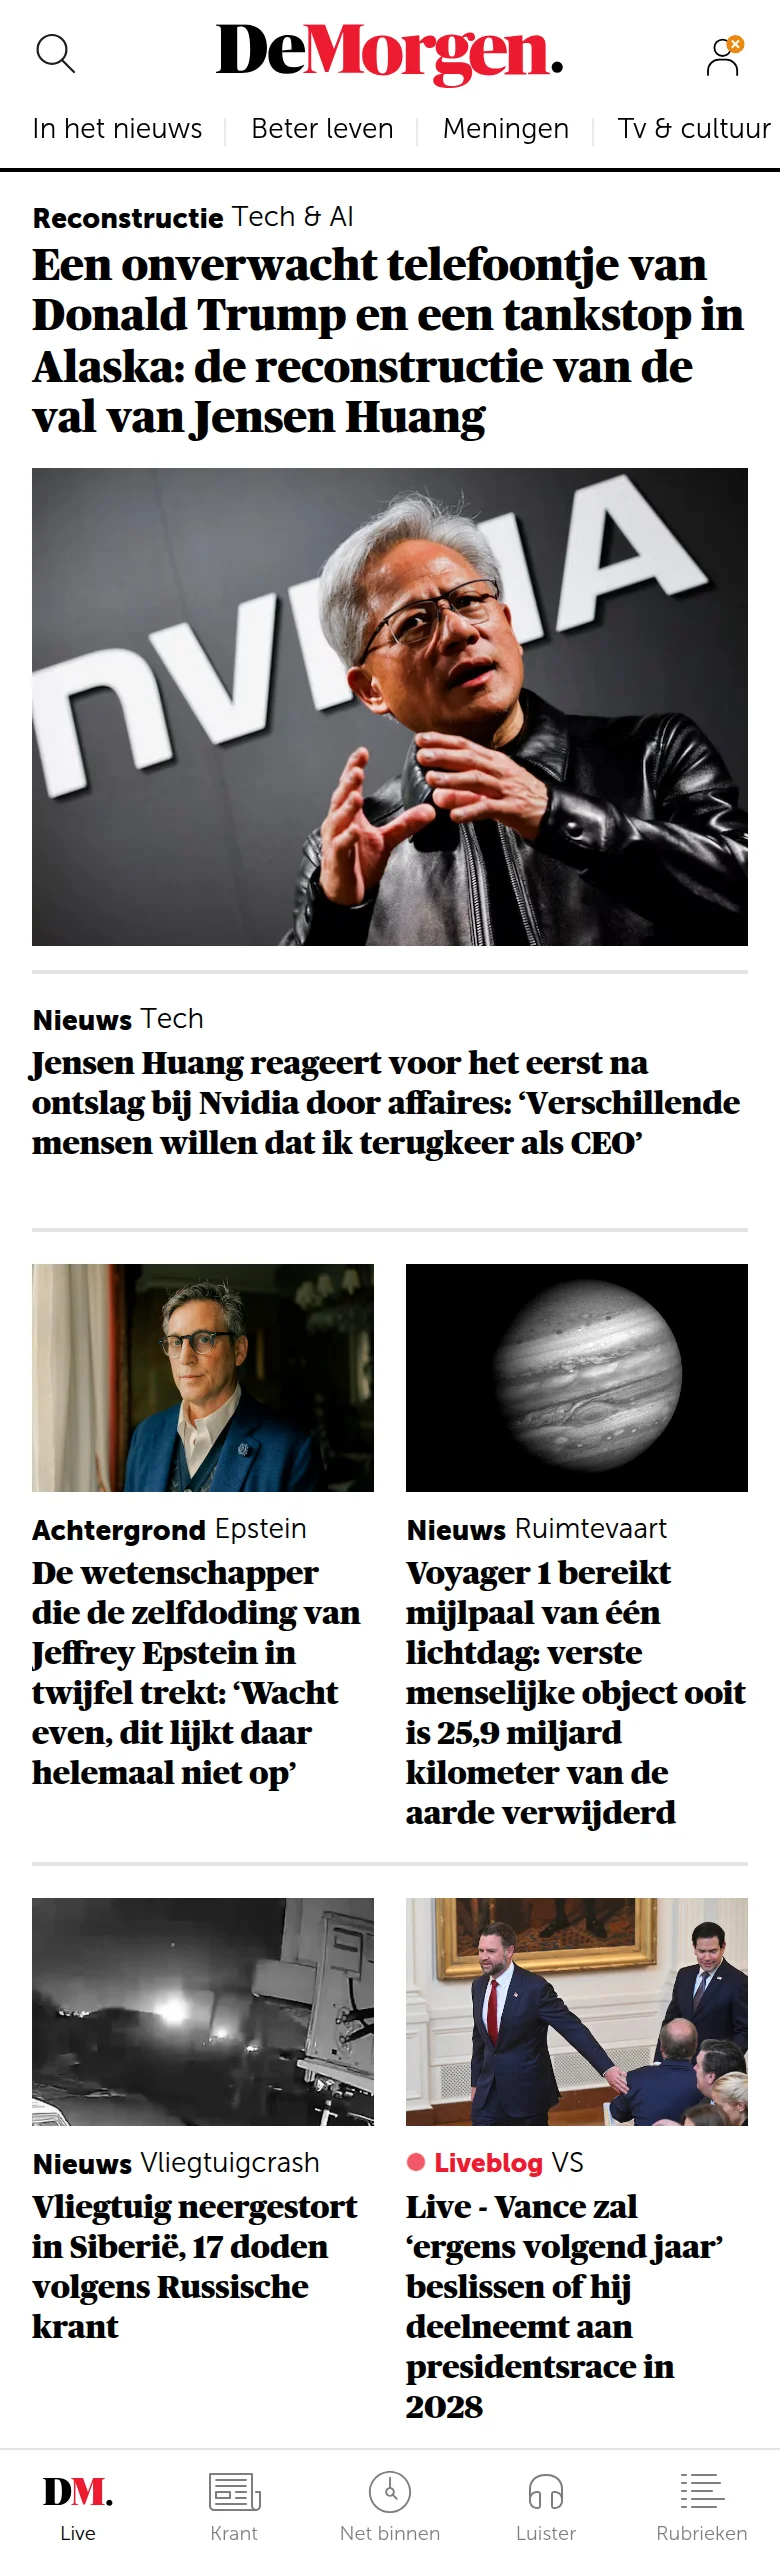 DeMorgen.
In het nieuws
Beter leven
Meningen
Tv & cultuur
Reconstructie Tech & AI
Een onverwacht telefoontje van
Donald Trump en een tankstop in
Alaska: de reconstructie van de
val van Jensen Huang
NVIDIA
Nieuws Tech
Jensen Huang reageert voor het eerst na
ontslag bij Nvidia door affaires: ‘Verschillende
mensen willen dat ik terugkeer als CEO’
Achtergrond Epstein
De wetenschapper
die de zelfdoding van
Jeffrey Epstein in
twijfel trekt: ‘Wacht
even, dit lijkt daar
helemaal niet op’
Nieuws Ruimtevaart
Voyager 1 bereikt
mijlpaal van één
lichtdag: verste
menselijke object ooit
is 25,9 miljard
kilometer van de
aarde verwijderd
Nieuws Vliegtuigcrash
Vliegtuig neergestort
in Siberië, 17 doden
volgens Russische
krant
Liveblog VS
Live - Vance zal
‘ergens volgend jaar’
beslissen of hij
deelneemt aan
presidentsrace in
2028
DM.
Live
Krant
Net binnen
Luister
Rubrieken